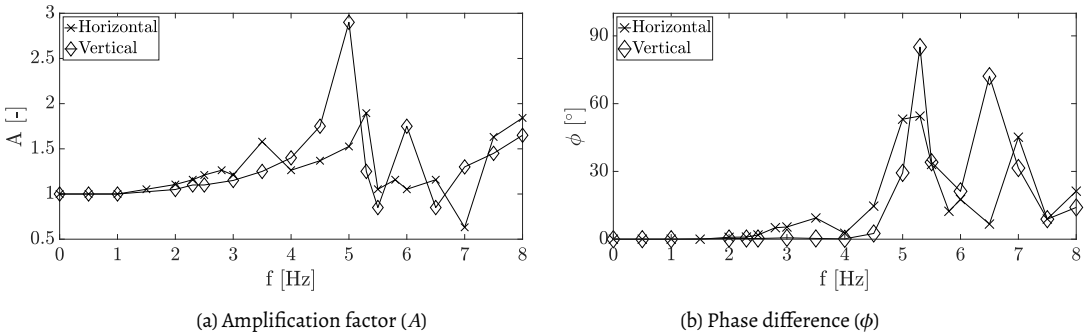 3
2.5
2
1.5
1
0.5
A [-]
0 1 2 3 4 5 6 7 8
f [Hz]
Horizontal
Vertical
(a) Amplification factor (A)
90
60
30
0
ϕ [°]
0 1 2 3 4 5 6 7 8
f [Hz]
Horizontal
Vertical
(b) Phase difference (ϕ)